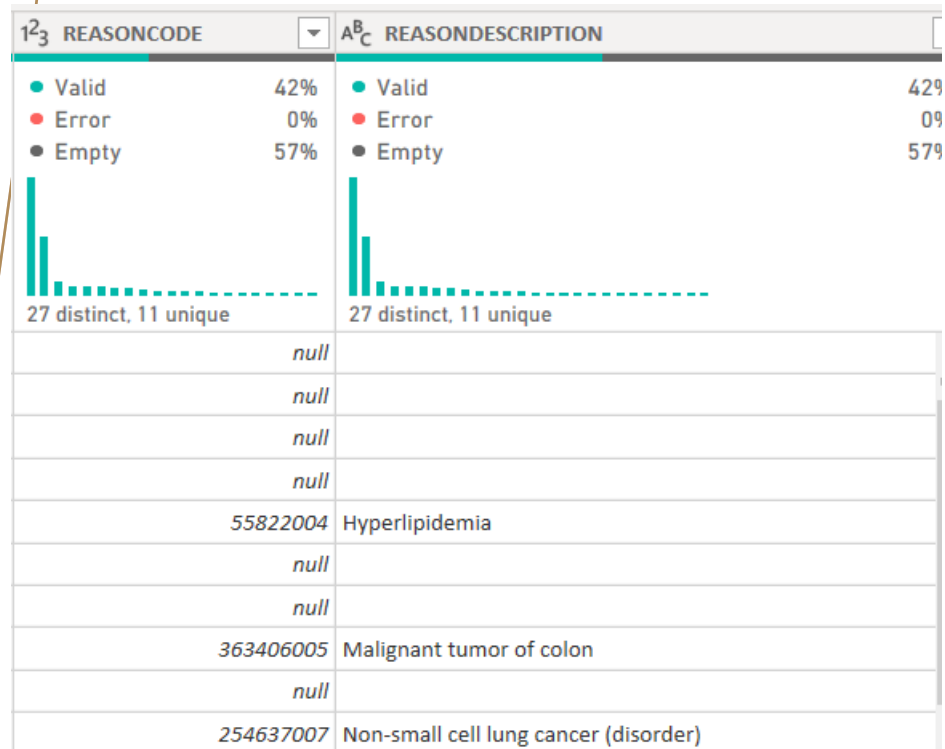 123 REASONCODE ABC REASONDESCRIPTION
Valid 42% Valid 42%
Error 0% Error 0%
Empty 57% Empty 57%
27 distinct, 11 unique 27 distinct, 11 unique
null
null
null
null
55822004 Hyperlipidemia
null
null
363406005 Malignant tumor of colon
null
254637007 Non-small cell lung cancer (disorder)